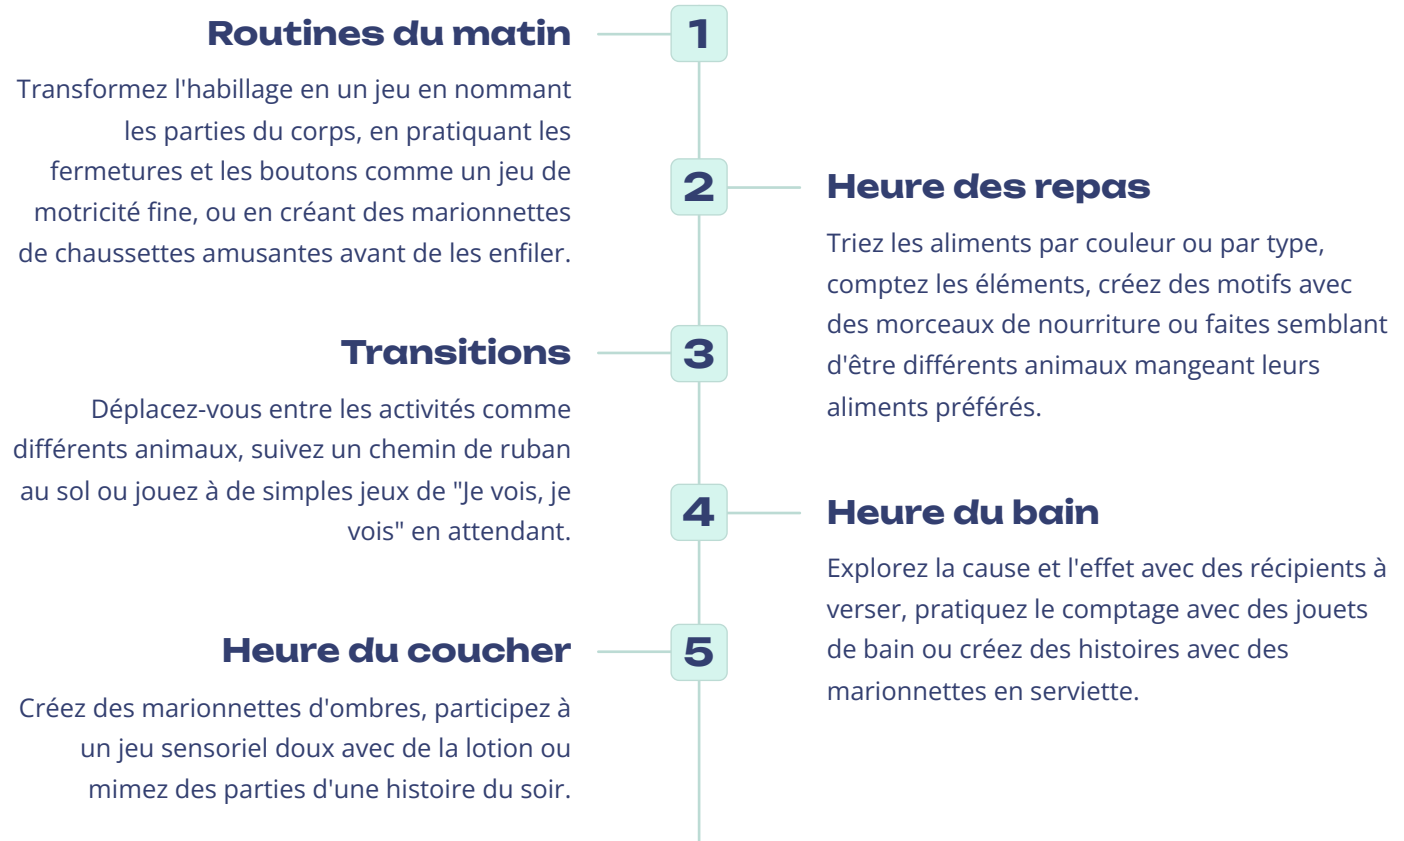 Routines du matin
1
Transformez l'habillage en un jeu en nommant
les parties du corps, en pratiquant les
fermetures et les boutons comme un jeu de
motricité fine, ou en créant des marionnettes
de chaussettes amusantes avant de les enfiler.
2
Heure des repas
Triez les aliments par couleur ou par type,
comptez les éléments, créez des motifs avec
des morceaux de nourriture ou faites semblant
d'être différents animaux mangeant leurs
aliments préférés.
Transitions
3
Déplacez-vous entre les activités comme
différents animaux, suivez un chemin de ruban
au sol ou jouez à de simples jeux de "Je vois, je
vois" en attendant.
4
Heure du bain
Explorez la cause et l'effet avec des récipients à
verser, pratiquez le comptage avec des jouets
de bain ou créez des histoires avec des
marionnettes en serviette.
Heure du coucher
5
Créez des marionnettes d'ombres, participez à
un jeu sensoriel doux avec de la lotion ou
mimez des parties d'une histoire du soir.